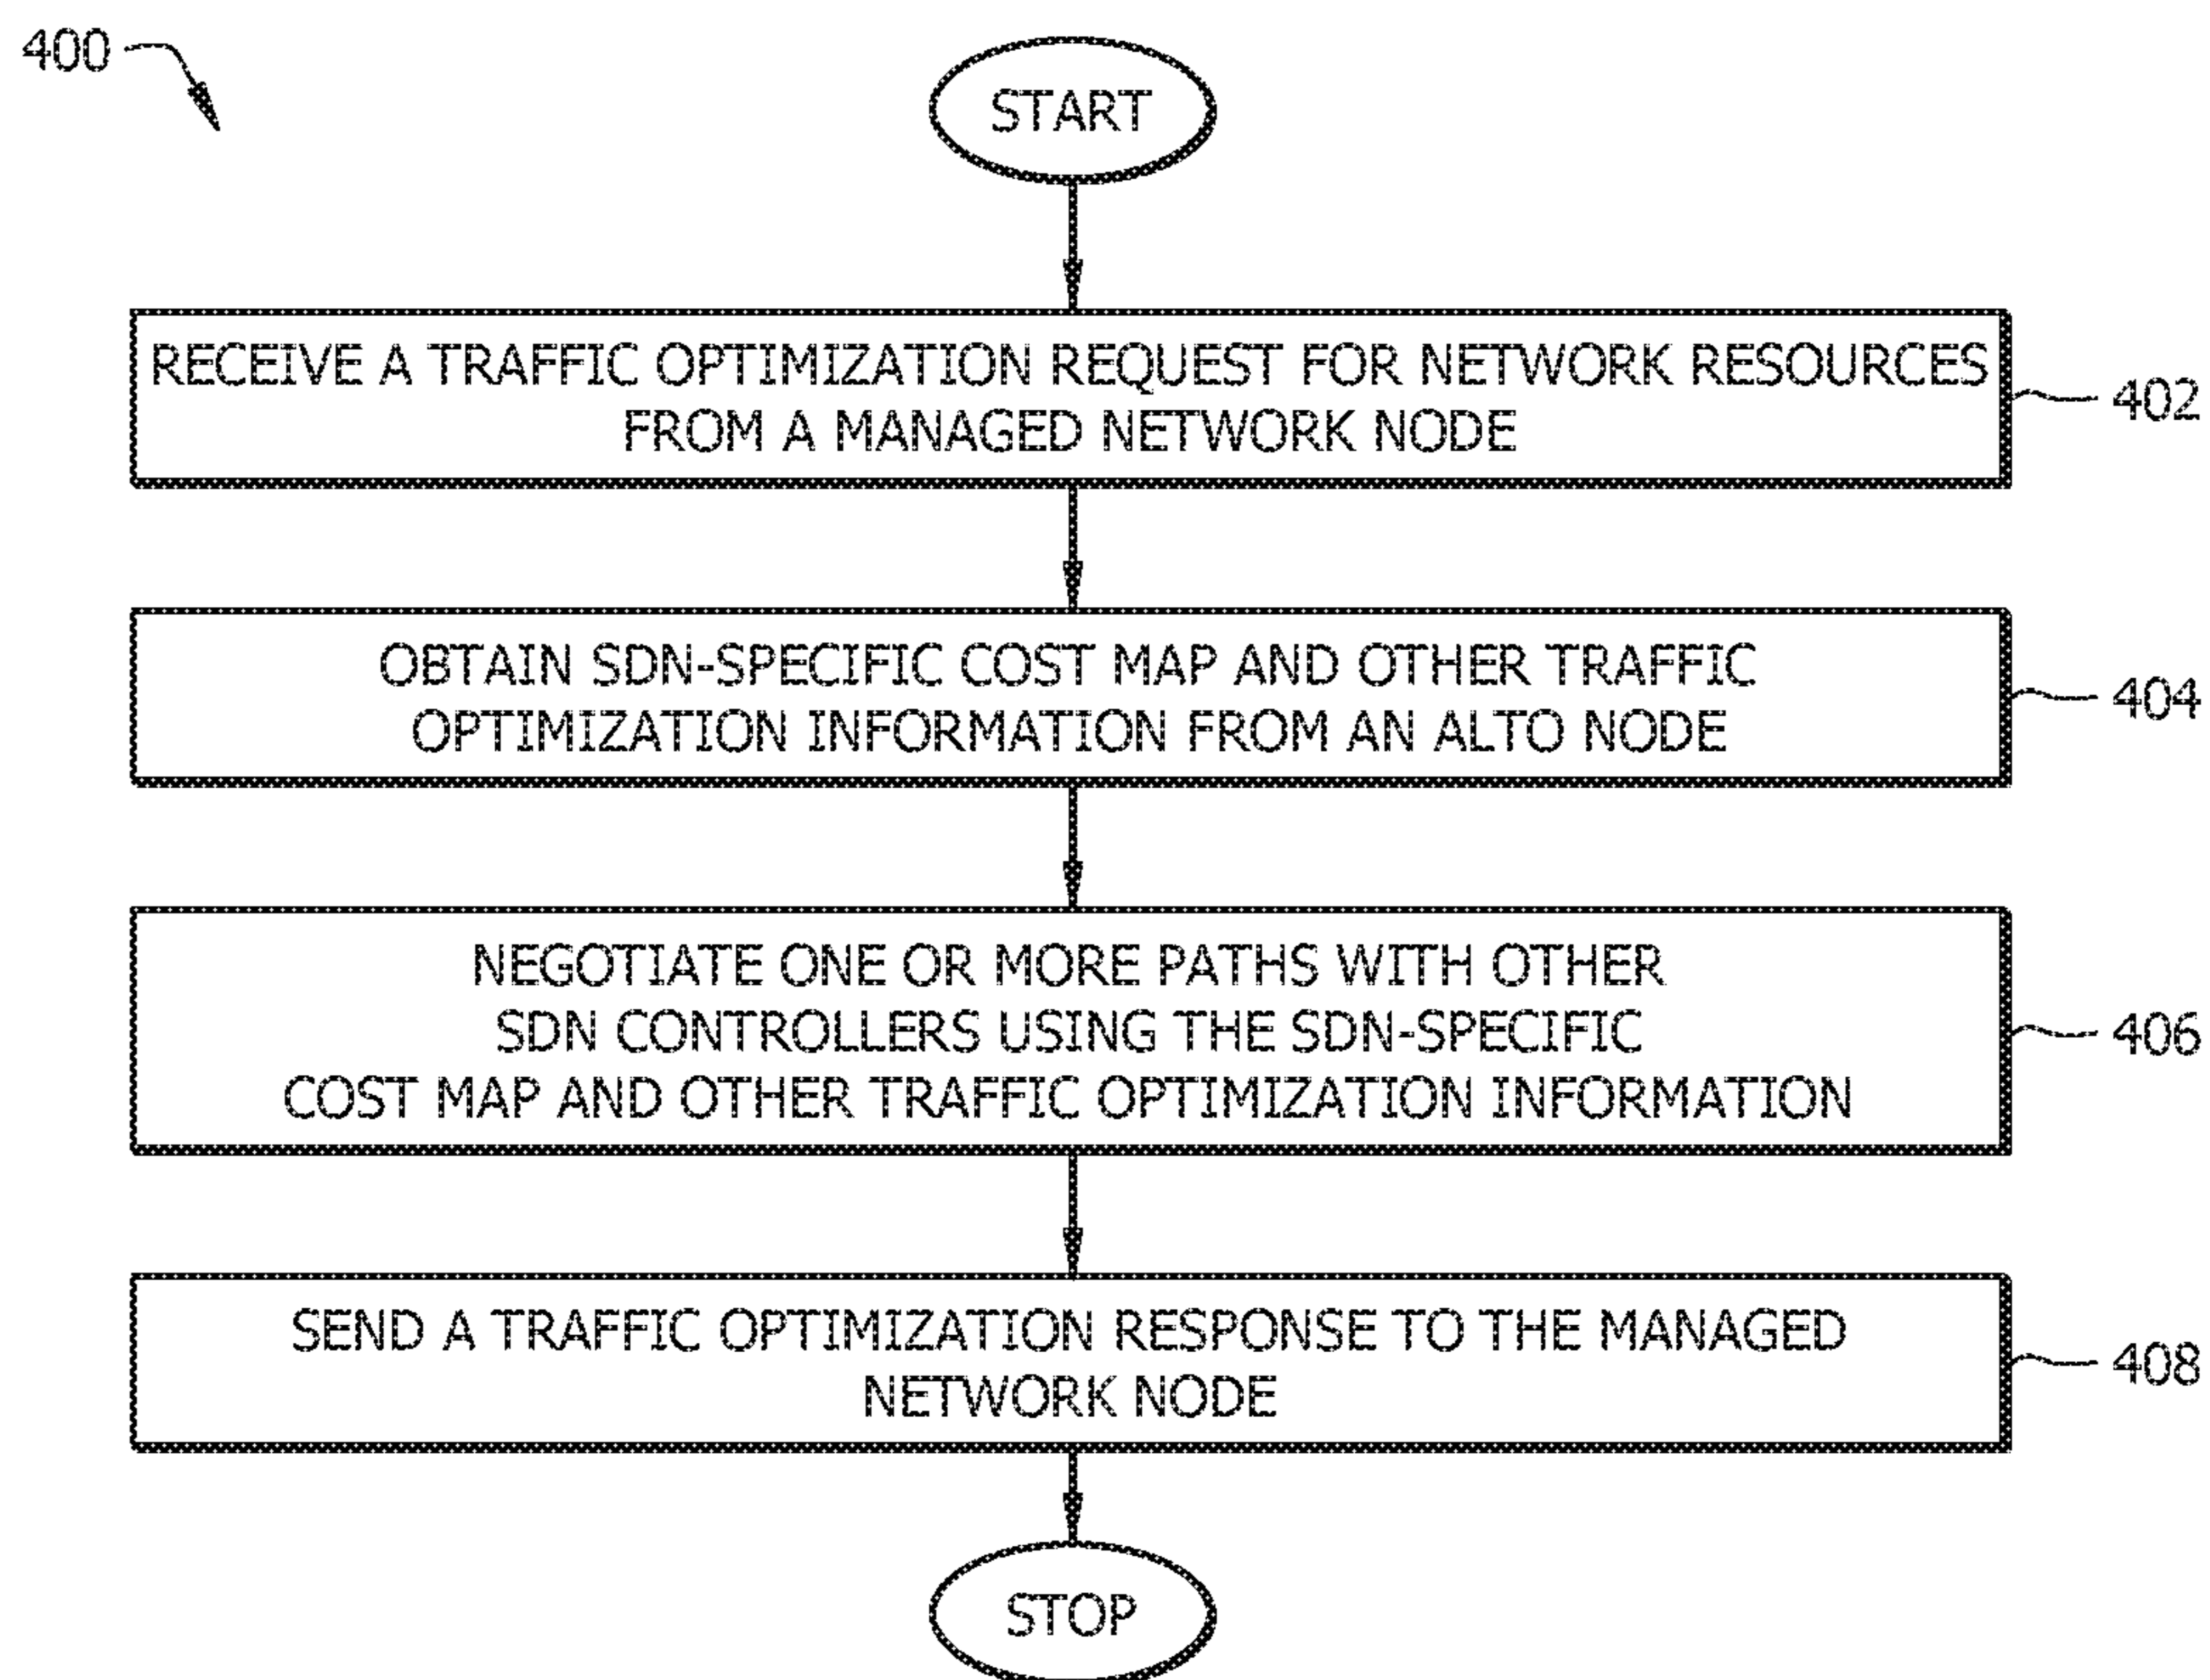 400
START
RECEIVE A TRAFFIC OPTIMIZATION REQUEST FOR NETWORK RESOURCES
FROM A MANAGED NETWORK NODE
402
OBTAIN SDN-SPECIFIC COST MAP AND OTHER TRAFFIC
OPTIMIZATION INFORMATION FROM AN ALTO NODE
404
NEGOTIATE ONE OR MORE PATHS WITH OTHER
SDN CONTROLLERS USING THE SDN-SPECIFIC
COST MAP AND OTHER TRAFFIC OPTIMIZATION INFORMATION
406
SEND A TRAFFIC OPTIMIZATION RESPONSE TO THE MANAGED
NETWORK NODE
408
STOP